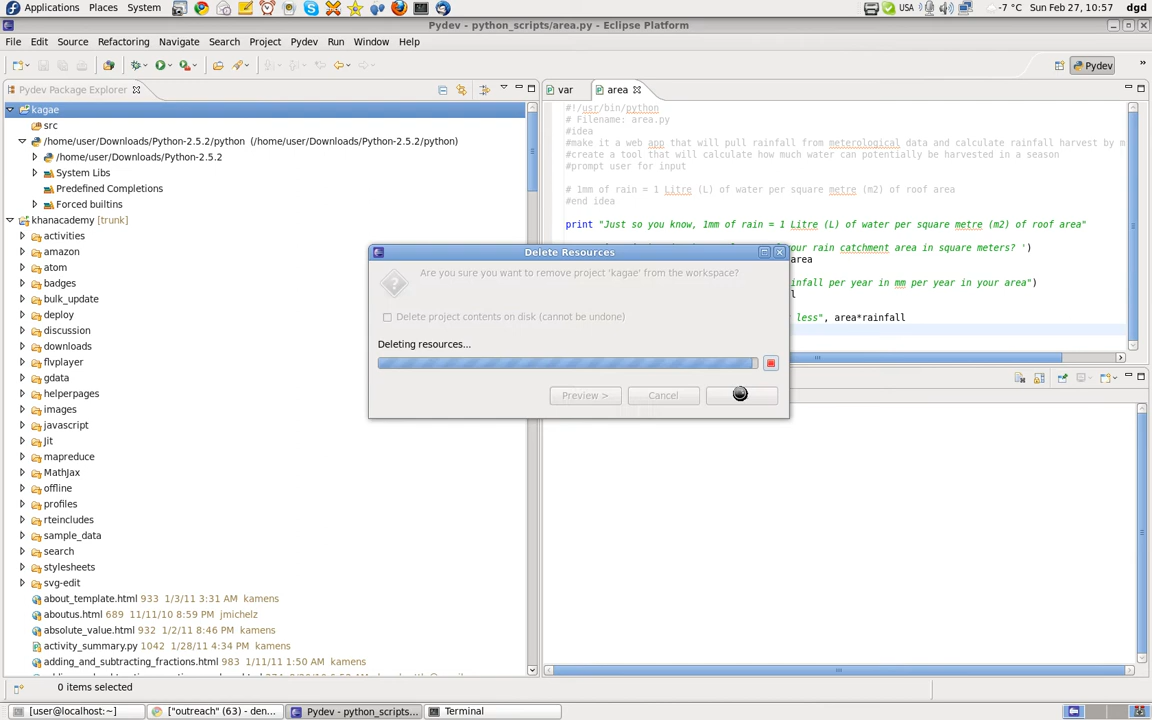 Applications Places System USA -7 °C Sun Feb 27, 10:57 dgd
Pydev - python_scripts/area.py - Eclipse Platform
File Edit Source Refactoring Navigate Search Project Pydev Run Window Help
Pydev
Pydev Package Explorer
kagae
src
/home/user/Downloads/Python-2.5.2/python (/home/user/Downloads/Python-2.5.2/python)
/home/user/Downloads/Python-2.5.2
System Libs
Predefined Completions
Forced builtins
khanacademy [trunk]
activities
amazon
atom
badges
bulk_update
deploy
discussion
downloads
flvplayer
gdata
helperpages
images
javascript
Jit
mapreduce
MathJax
offline
profiles
rteincludes
sample_data
search
stylesheets
svg-edit
about_template.html 933 1/3/11 3:31 AM kamens
aboutus.html 689 11/11/10 8:59 PM jmichelz
absolute_value.html 932 1/2/11 8:46 PM kamens
activity_summary.py 1042 1/28/11 4:34 PM kamens
adding_and_subtracting_fractions.html 983 1/11/11 1:50 AM kamens
var area
#!/usr/bin/python
# Filename: area.py
#idea
#make it a web app that will pull rainfall from meterological data and calculate rainfall harvest by m
#create a tool that will calculate how much water can potentially be harvested in a season
#prompt user for input
# 1mm of rain = 1 Litre (L) of water per square metre (m2) of roof area
#end idea
print "Just so you know, 1mm of rain = 1 Litre (L) of water per square metre (m2) of roof area"
your rain catchment area in square meters? ')
area
infall per year in mm per year in your area")
l
less", area*rainfall
Delete Resources
Are you sure you want to remove project 'kagae' from the workspace?
Delete project contents on disk (cannot be undone)
Deleting resources...
Preview > Cancel
0 items selected
[user@localhost:~] ["outreach" (63) - den... Pydev - python_scripts... Terminal